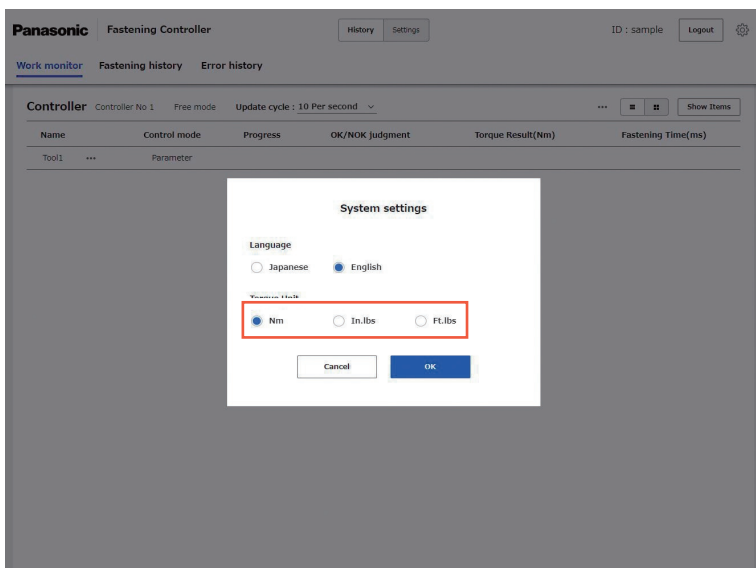 Panasonic Fastening Controller History Settings ID : sample Logout
Work monitor Fastening history Error history
Controller Controller No 1 Free mode Update cycle : 10 Per second ••• Show Items
Name Control mode Progress OK/NOK judgment Torque Result(Nm) Fastening Time(ms)
Tool1 ••• Parameter
System settings
Language
Japanese English
Torque Unit
Nm In.lbs Ft.lbs
Cancel OK